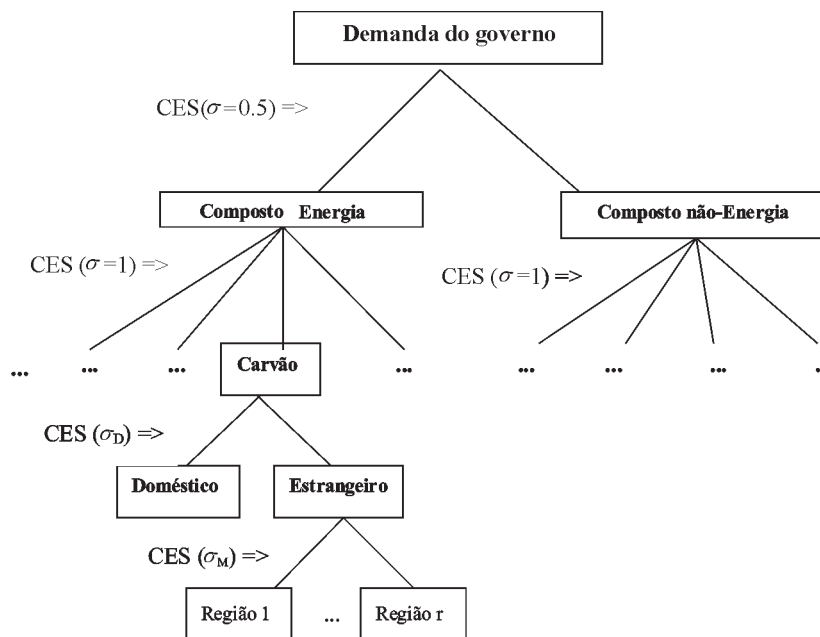 Demanda do governo
CES(σ=0.5) =>
Composto Energia
Composto não-Energia
CES (σ=1) =>
CES (σ=1) =>
... ... ... Carvão ... ... ... ... .
CES (σD) =>
Doméstico
Estrangeiro
CES (σM) =>
Região 1 ... Região r